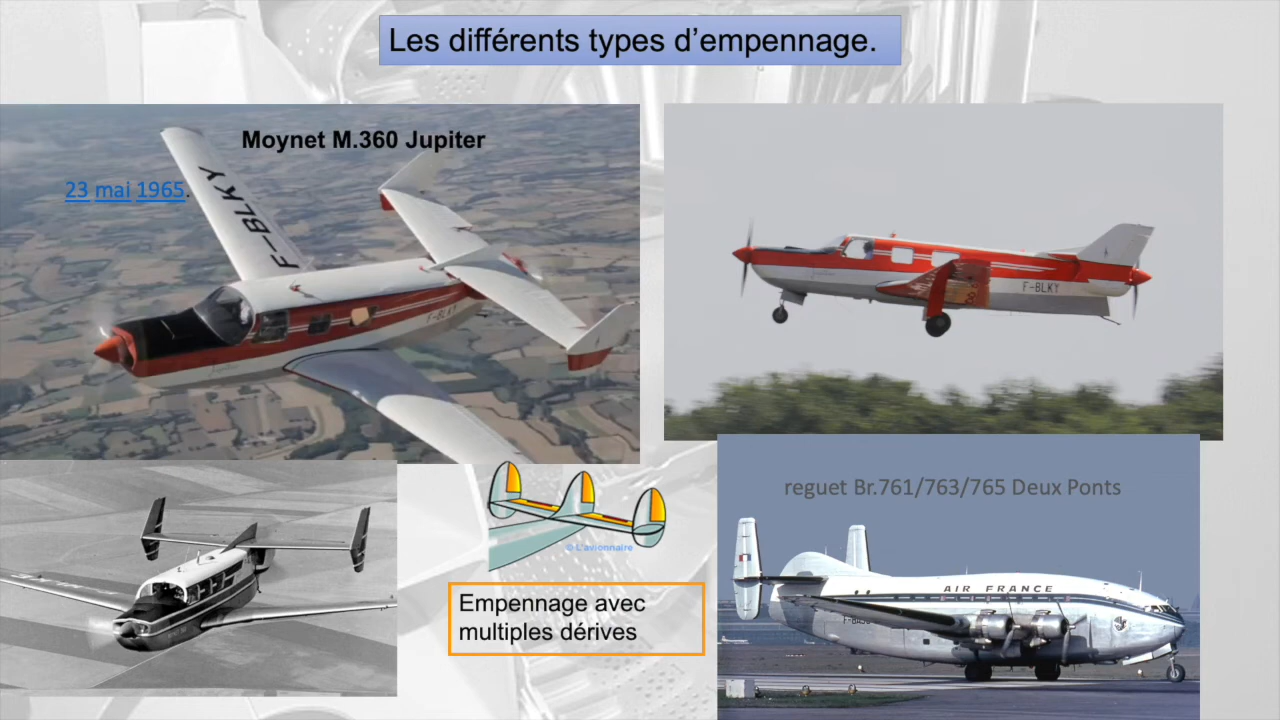 Les différents types d’empennage.
Moynet M.360 Jupiter
23 mai 1965.
F-BLKY
F-BLKY
F-BLKY
reguet Br.761/763/765 Deux Ponts
© L'avionnaire
AIR FRANCE
Empennage avec
multiples dérives